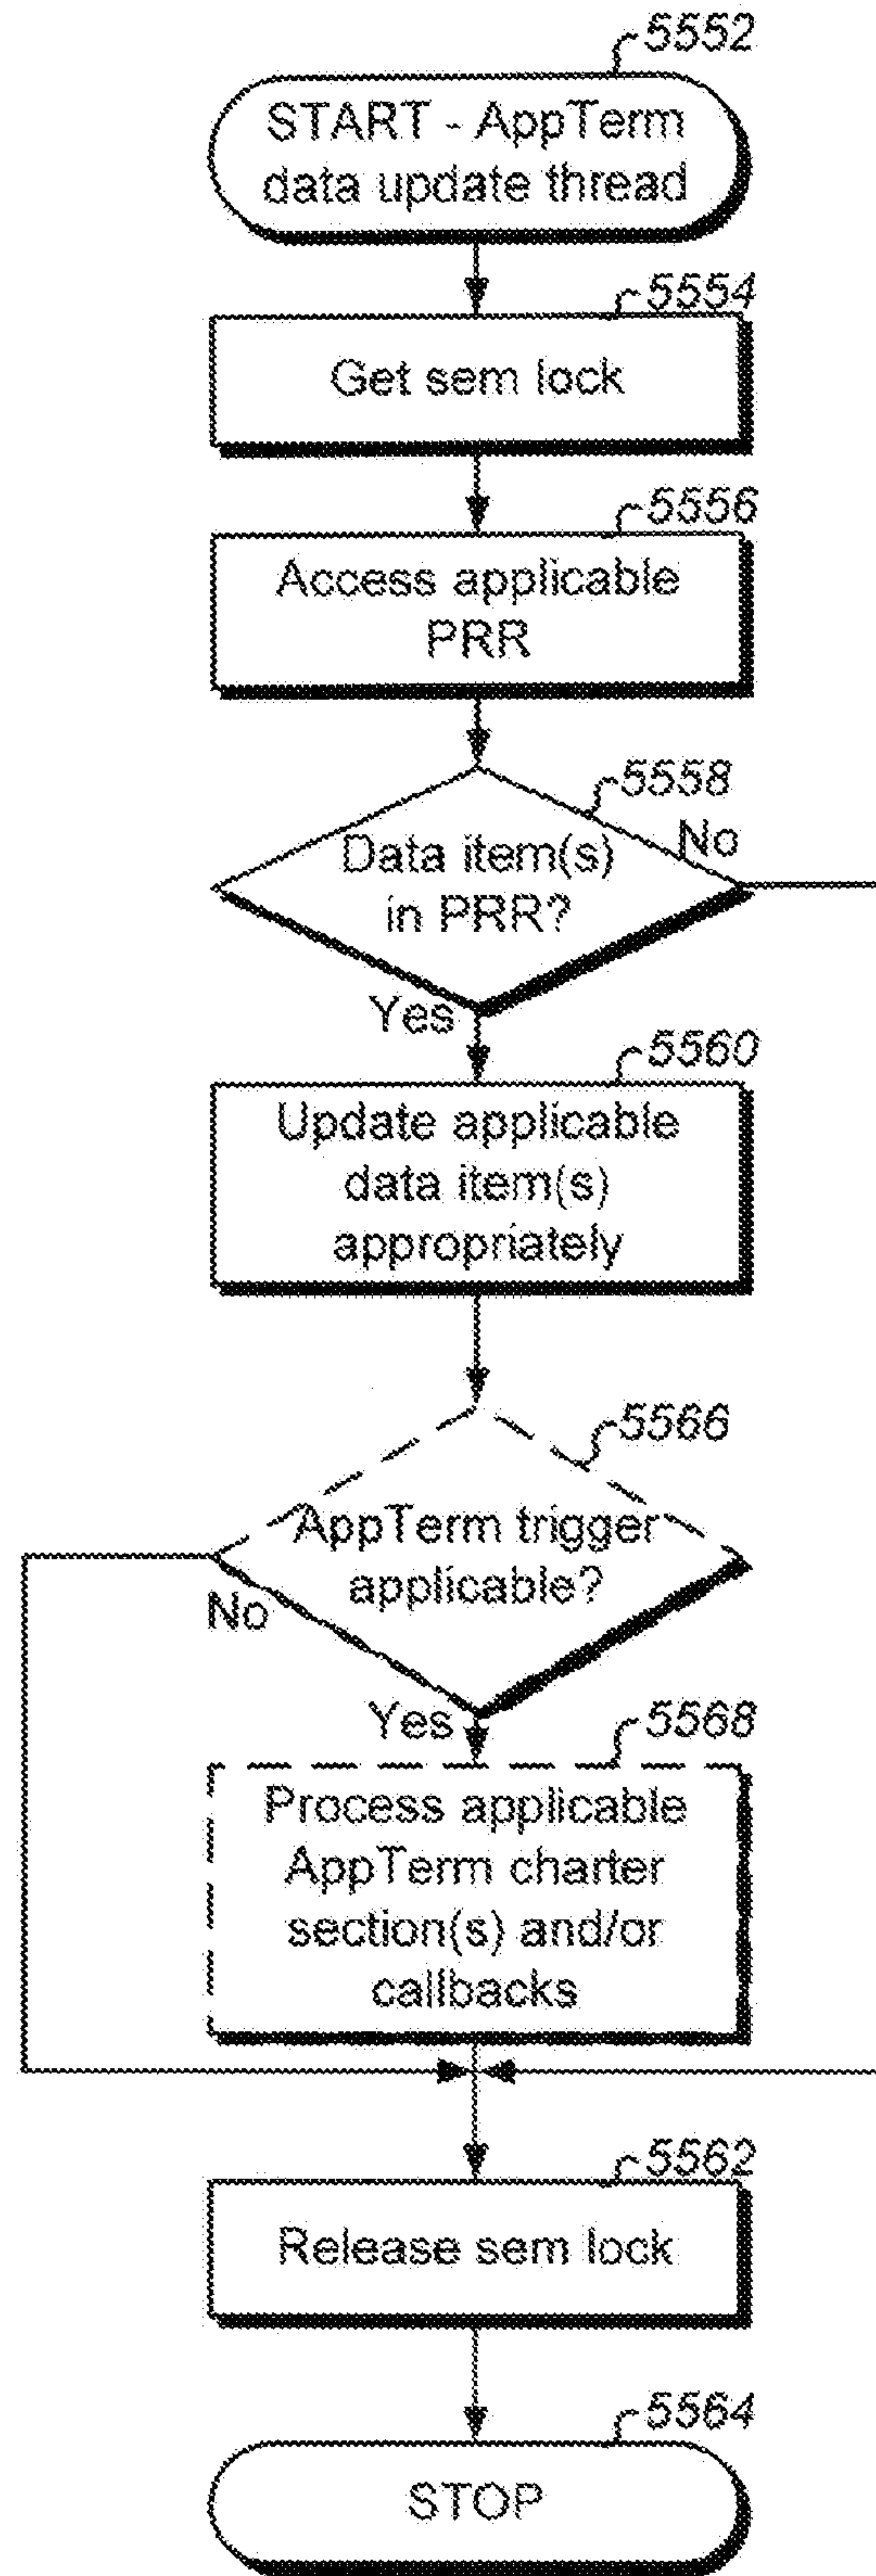 5552
START - AppTerm
data update thread
5554
Get sem lock
5556
Access applicable
PRR
5558
No
Data item(s)
in PRR?
Yes
5560
Update applicable
data item(s)
appropriately
5566
AppTerm trigger
applicable?
No
Yes
5568
Process applicable
AppTerm charter
section(s) and/or
callbacks
5562
Release sem lock
5564
STOP